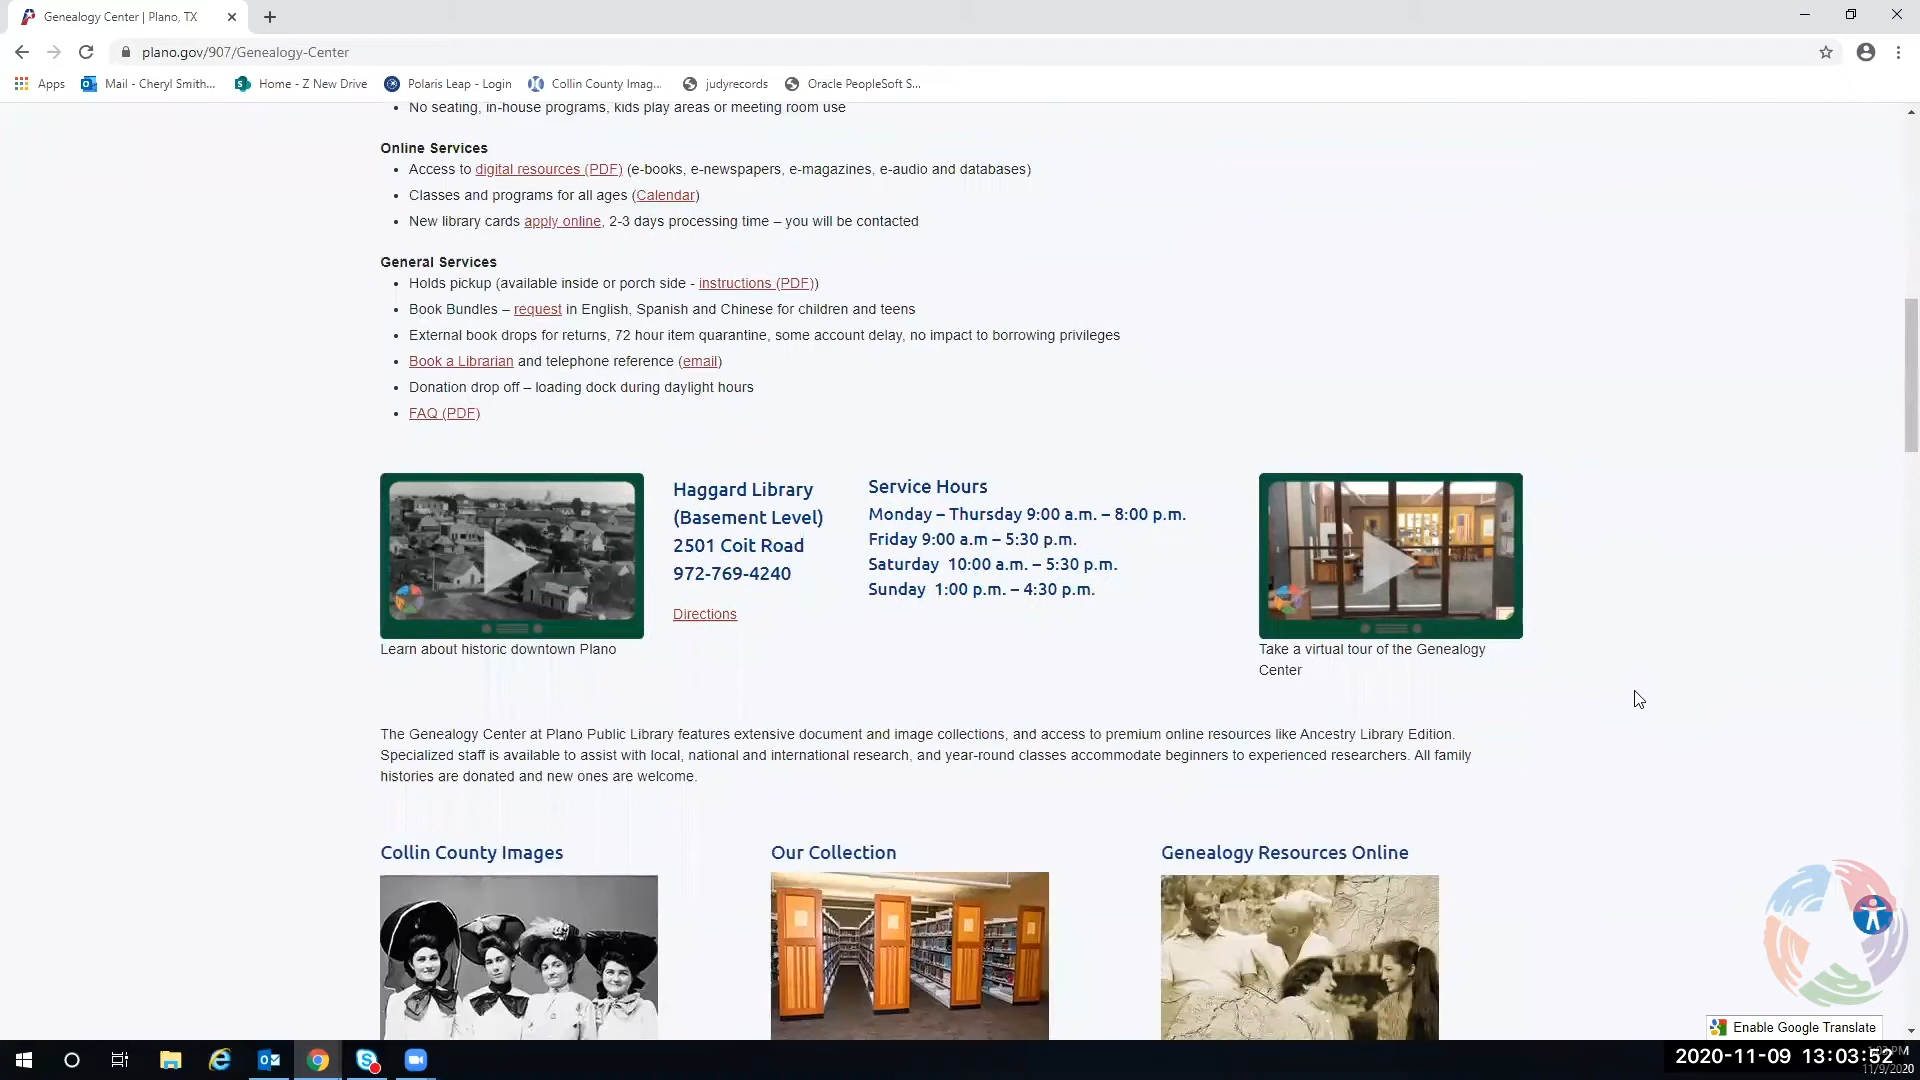 Genealogy Center | Plano, TX
plano.gov/907/Genealogy-Center
Apps
Mail - Cheryl Smith...
Home - Z New Drive
Polaris Leap - Login
Collin County Imag...
judyrecords
Oracle PeopleSoft S...
• No seating, in-house programs, kids play areas or meeting room use
Online Services
• Access to digital resources (PDF) (e-books, e-newspapers, e-magazines, e-audio and databases)
• Classes and programs for all ages (Calendar)
• New library cards apply online, 2-3 days processing time – you will be contacted
General Services
• Holds pickup (available inside or porch side - instructions (PDF))
• Book Bundles – request in English, Spanish and Chinese for children and teens
• External book drops for returns, 72 hour item quarantine, some account delay, no impact to borrowing privileges
• Book a Librarian and telephone reference (email)
• Donation drop off – loading dock during daylight hours
• FAQ (PDF)
Learn about historic downtown Plano
Haggard Library
(Basement Level)
2501 Coit Road
972-769-4240
Directions
Service Hours
Monday – Thursday 9:00 a.m. – 8:00 p.m.
Friday 9:00 a.m – 5:30 p.m.
Saturday 10:00 a.m. – 5:30 p.m.
Sunday 1:00 p.m. – 4:30 p.m.
Take a virtual tour of the Genealogy
Center
The Genealogy Center at Plano Public Library features extensive document and image collections, and access to premium online resources like Ancestry Library Edition.
Specialized staff is available to assist with local, national and international research, and year-round classes accommodate beginners to experienced researchers. All family
histories are donated and new ones are welcome.
Collin County Images
Our Collection
Genealogy Resources Online
Enable Google Translate
2020-11-09 13:03:52
11/9/2020